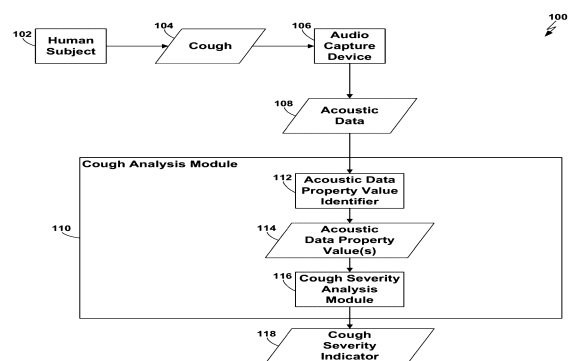 100
102
Human
Subject
104
Cough
106
Audio
Capture
Device
108
Acoustic
Data
Cough Analysis Module
110
112
Acoustic Data
Property Value
Identifier
114
Acoustic
Data Property
Value(s)
116
Cough Severity
Analysis
Module
118
Cough
Severity
Indicator